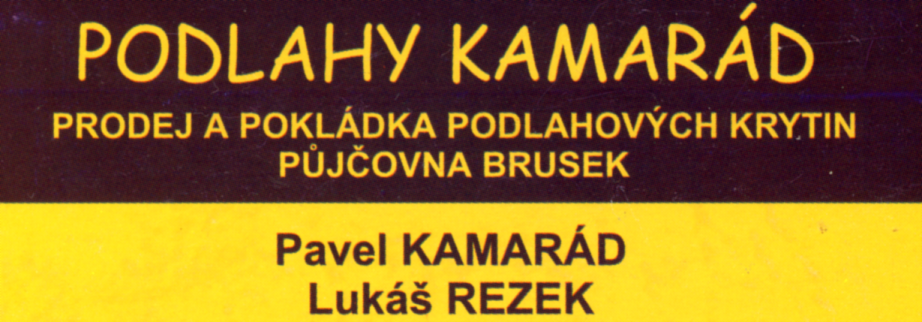 PODLAHY KAMARÁD
PRODEJ A POKLÁDKA PODLAHOVÝCH KRYTIN
PŮJČOVNA BRUSEK
Pavel KAMARÁD
Lukáš REZEK